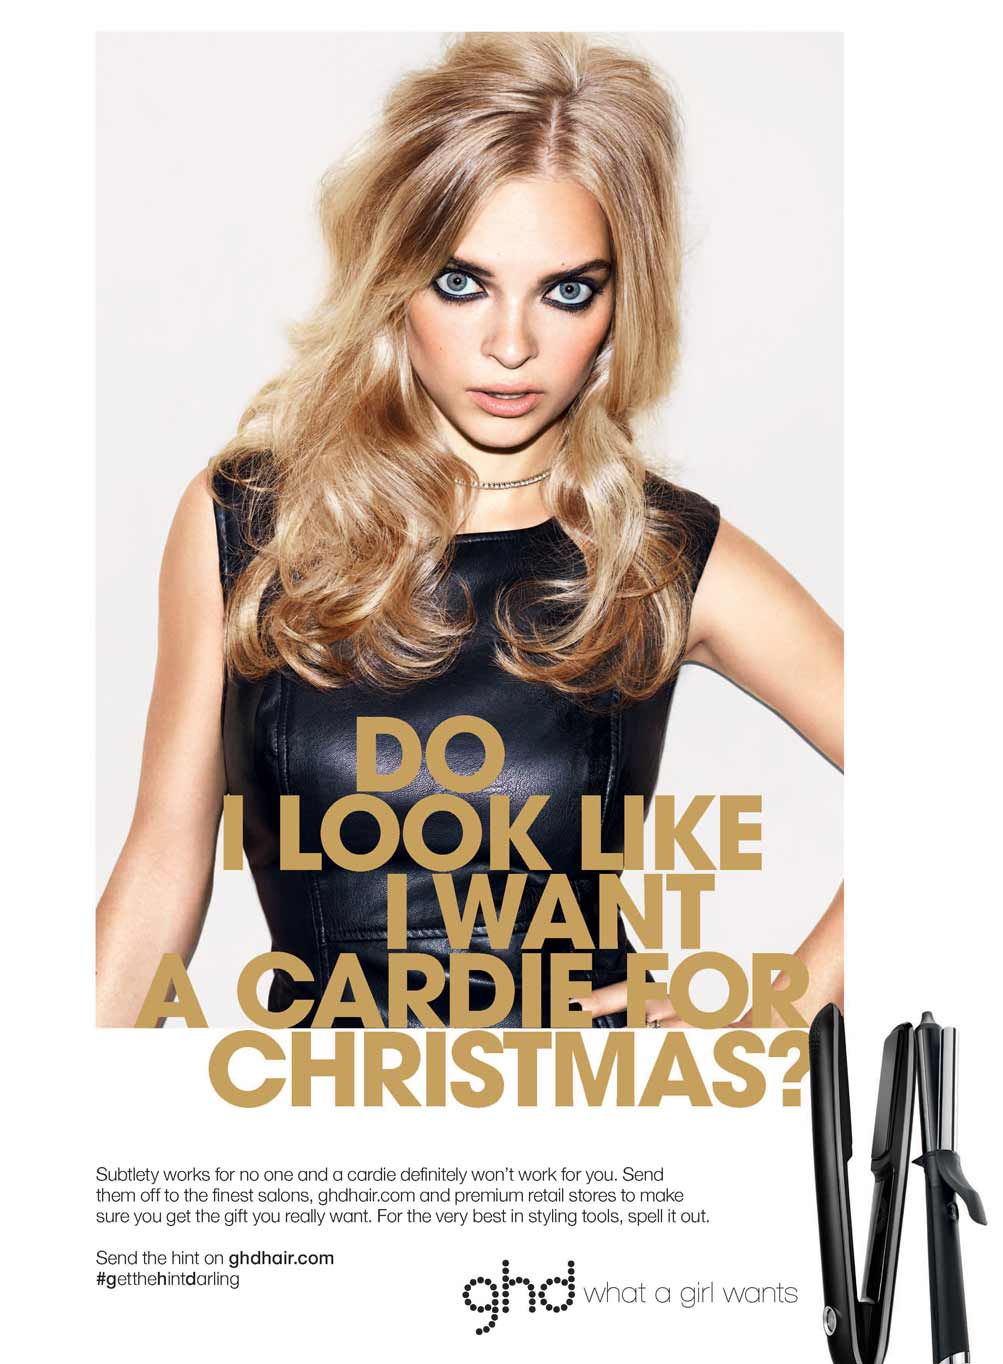 DO
I LOOK LIKE
I WANT
A CARDIE FOR
CHRISTMAS?
Subtlety works for no one and a cardie definitely won't work for you. Send
them off to the finest salons, ghdhair.com and premium retail stores to make
sure you get the gift you really want. For the very best in styling tools, spell it out.
Send the hint on ghdhair.com
#getthehintdarling
ghd what a girl wants